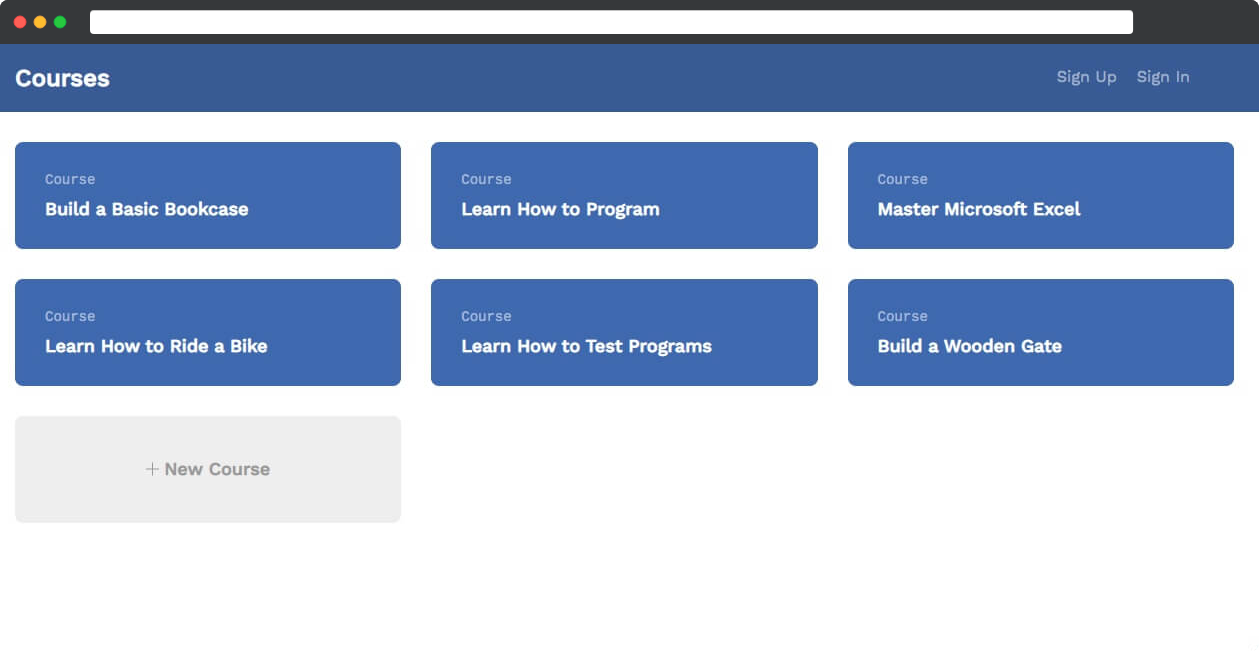 Courses
Sign Up Sign In
Course
Build a Basic Bookcase
Course
Learn How to Program
Course
Master Microsoft Excel
Course
Learn How to Ride a Bike
Course
Learn How to Test Programs
Course
Build a Wooden Gate
+ New Course